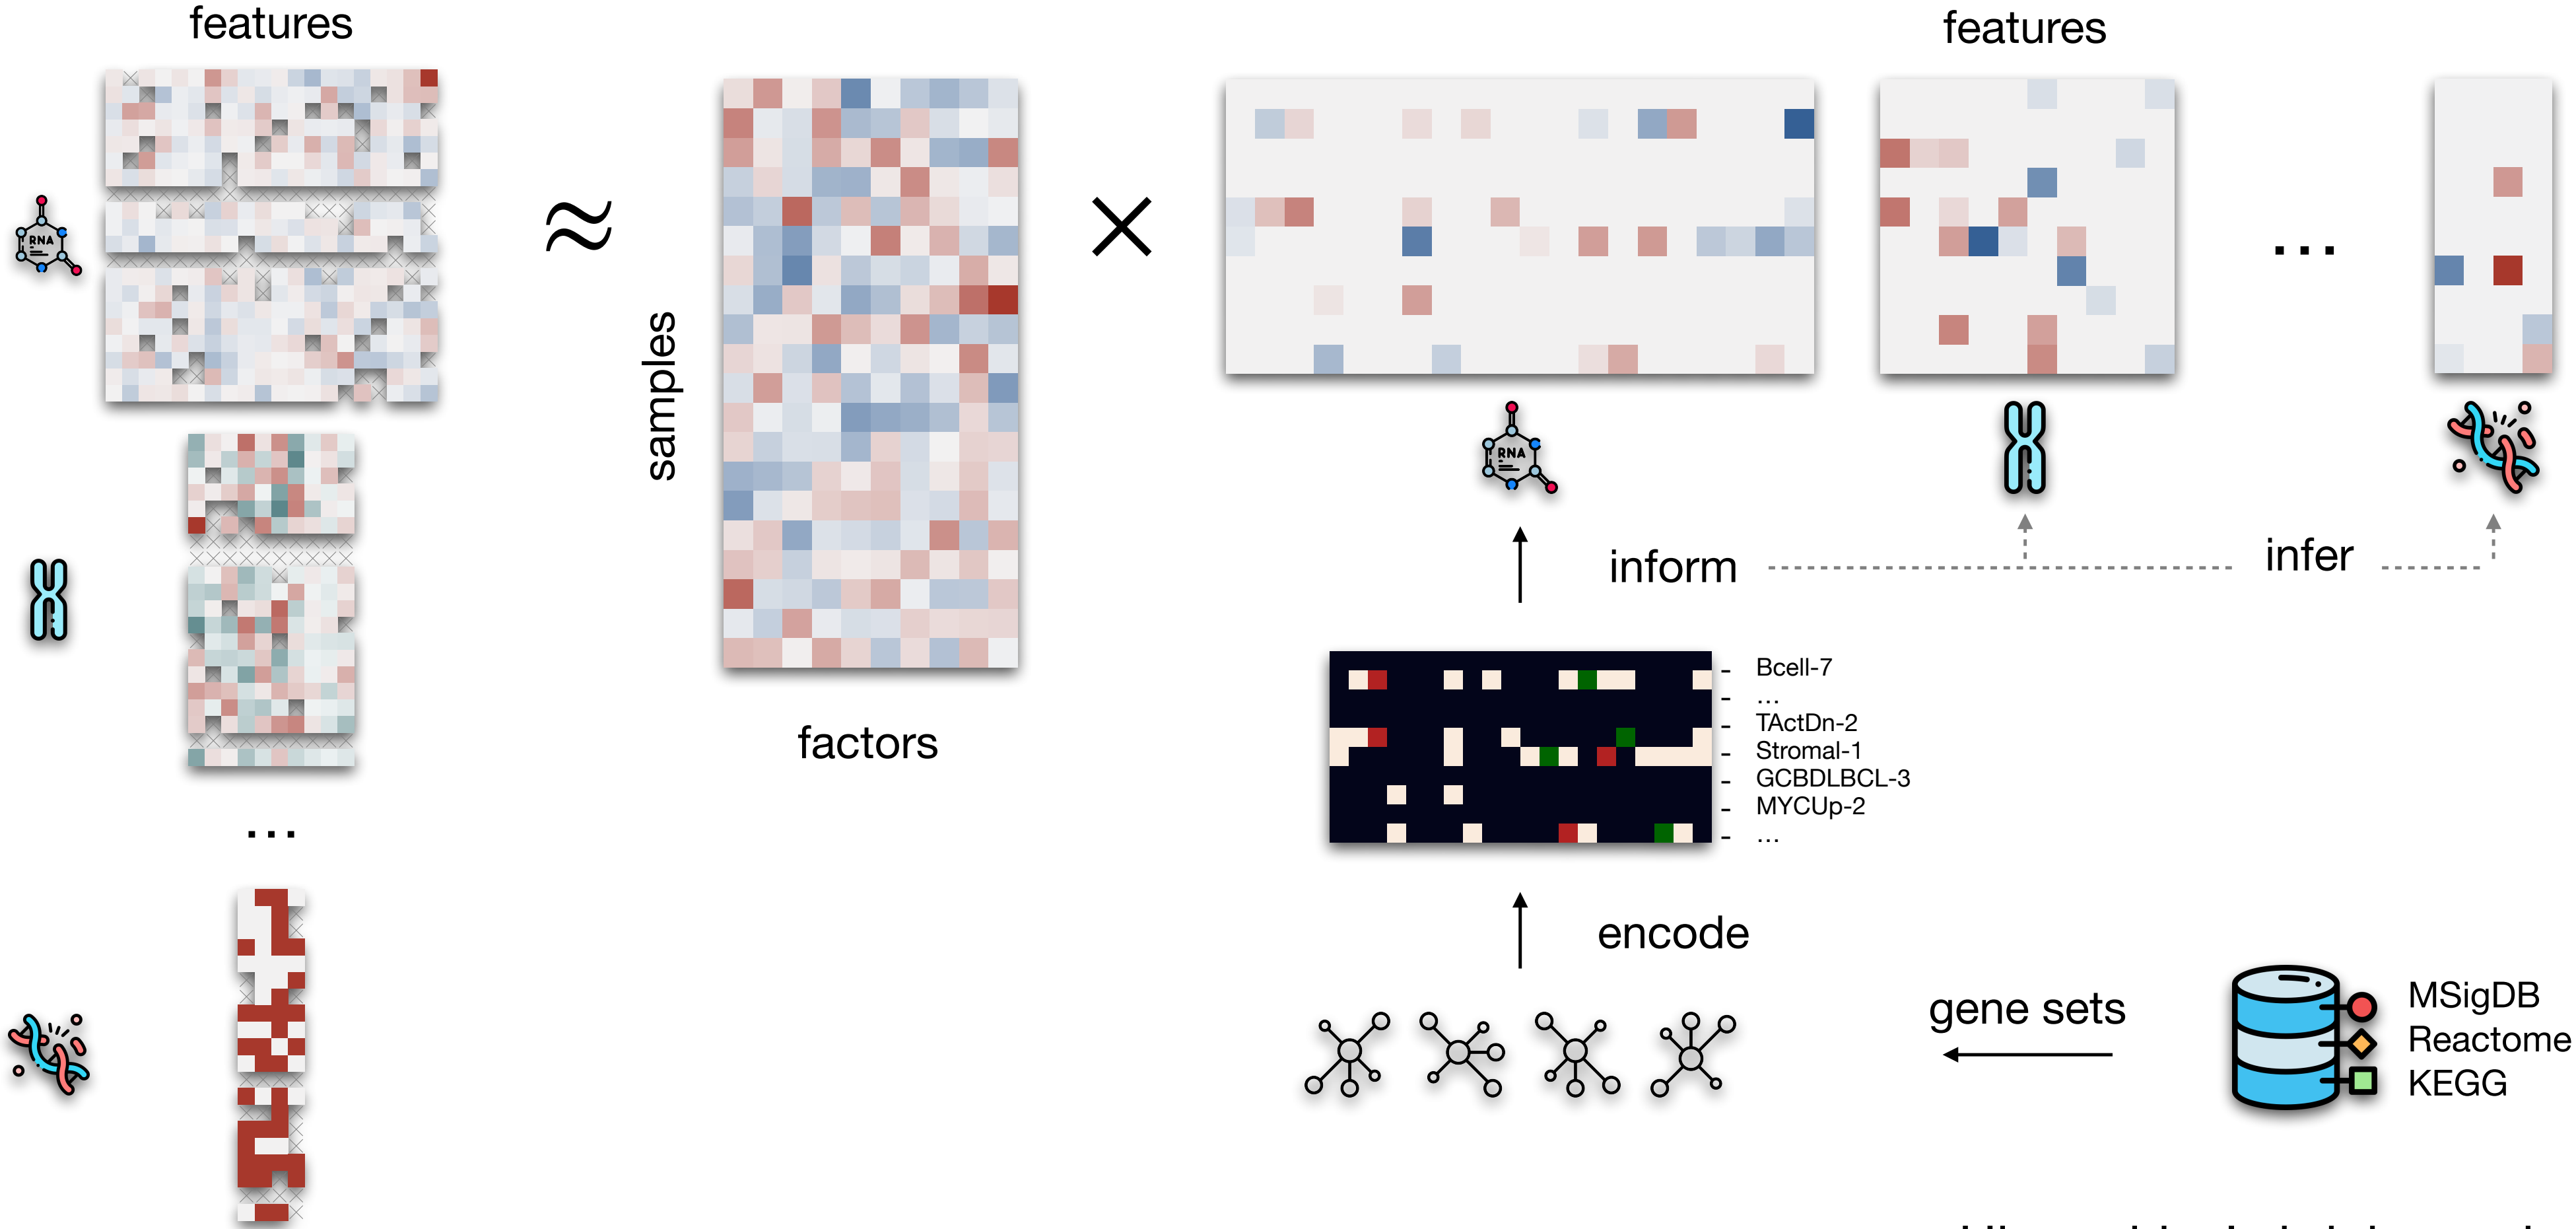 features
features
RNA
≈
×
...
samples
RNA
inform
infer
factors
Bcell-7
...
TActDn-2
Stromal-1
GCBDLBCL-3
MYCUp-2
...
...
encode
gene sets
MSigDB
Reactome
KEGG